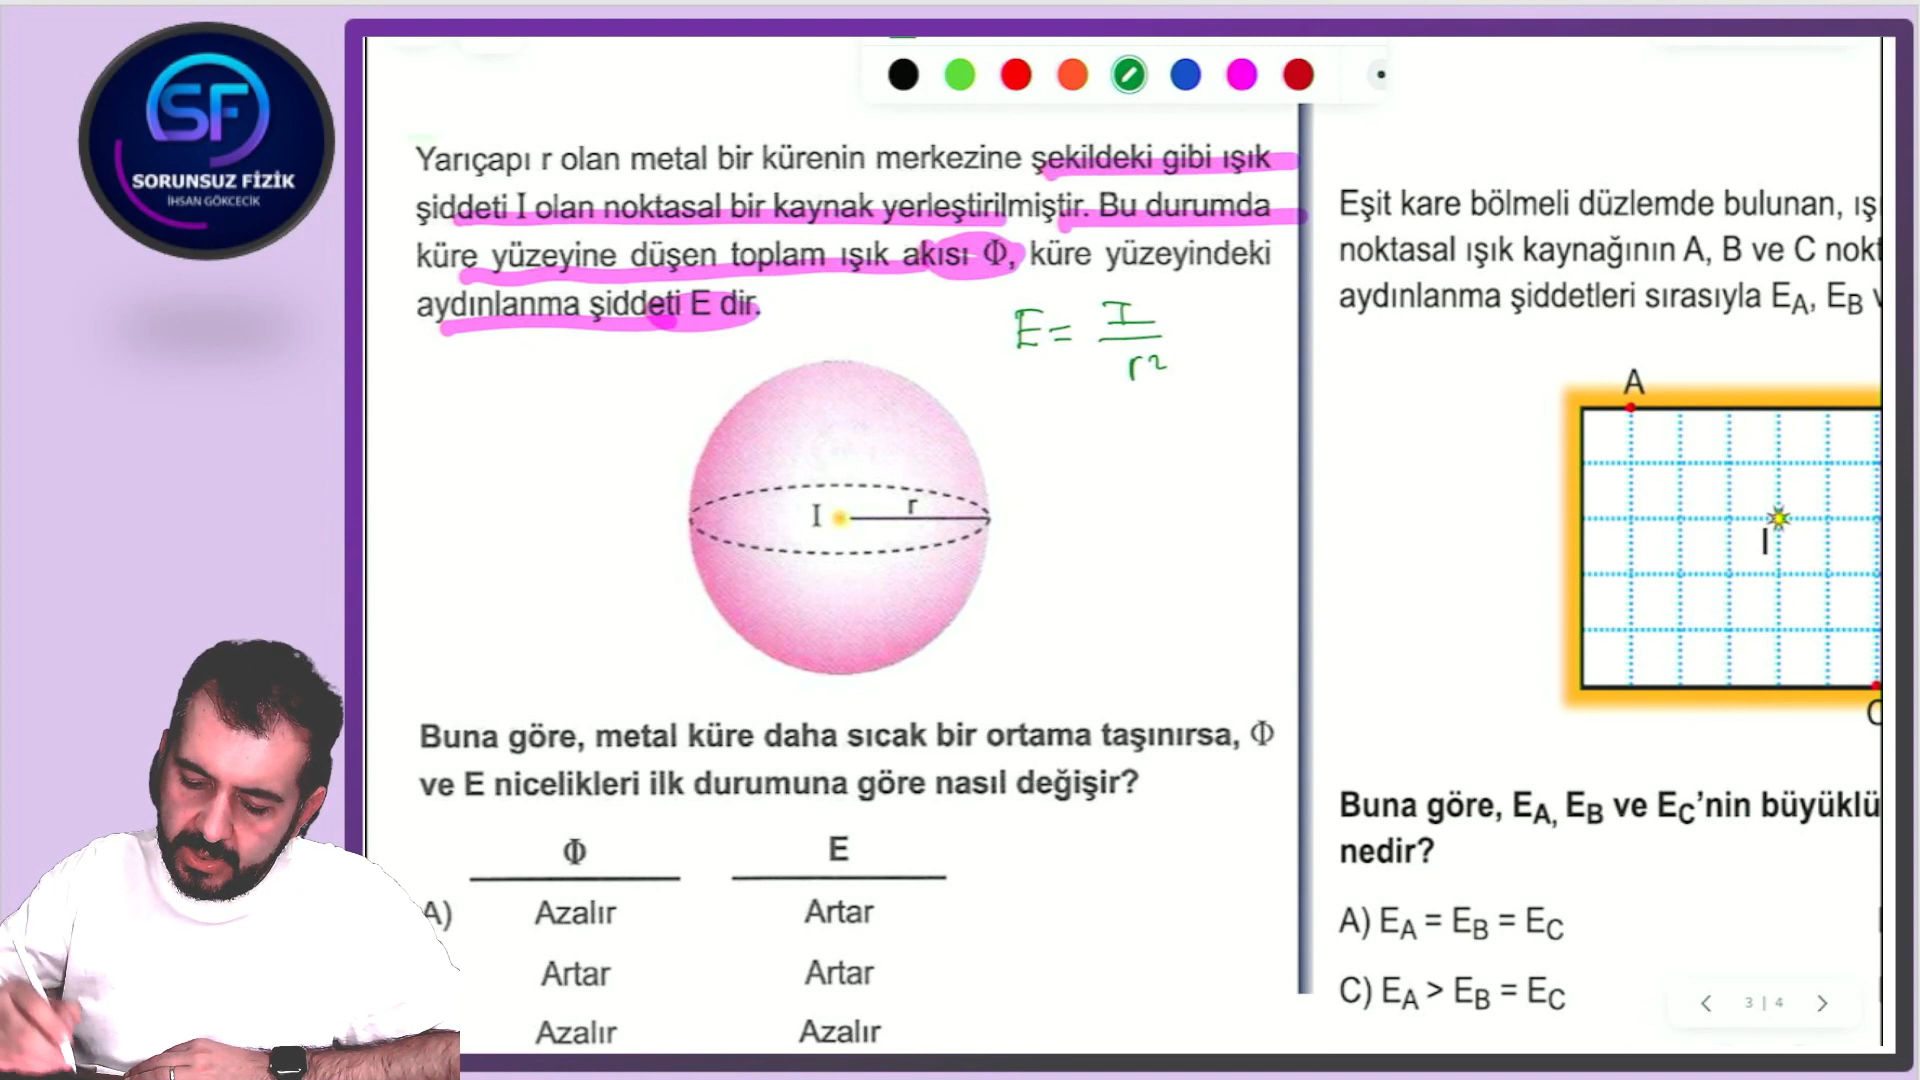 SF
SORUNSUZ FİZİK
İHSAN GÖKCECİK
Yarıçapı r olan metal bir kürenin merkezine şekildeki gibi ışık
şiddeti I olan noktasal bir kaynak yerleştirilmiştir. Bu durumda
küre yüzeyine düşen toplam ışık akısı Φ, küre yüzeyindeki
aydınlanma şiddeti E dir.
E = I / r²
I r
Buna göre, metal küre daha sıcak bir ortama taşınırsa, Φ
ve E nicelikleri ilk durumuna göre nasıl değişir?
Φ E
A) Azalır Artar
Artar Artar
Azalır Azalır
Eşit kare bölmeli düzlemde bulunan,
noktasal ışık kaynağının A, B ve C
aydınlanma şiddetleri sırasıyla EA, EB
A
I
C
Buna göre, EA, EB ve EC'nin
nedir?
A) EA = EB = EC
C) EA > EB = EC
3 | 4